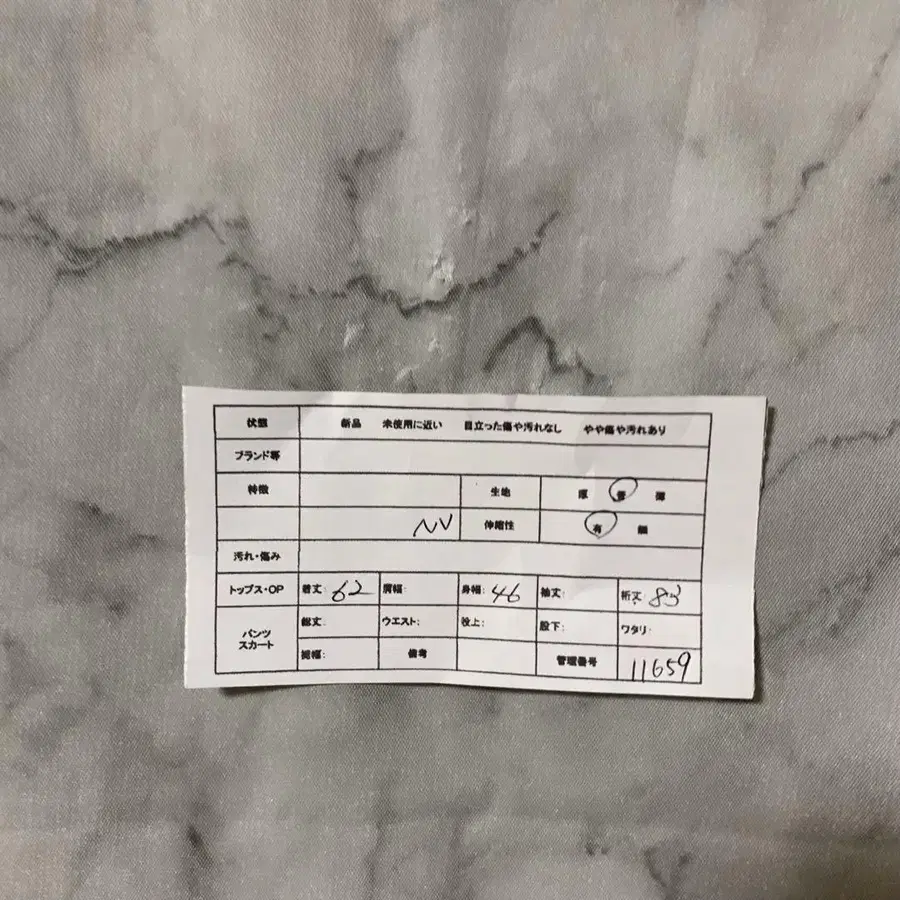 状態 新品 未使用に近い 目立った傷や汚れなし やや傷や汚れあり
ブランド等
特徴 生地 厚 普 薄
NV 伸縮性 有 無
汚れ・傷み
トップス・OP 着丈: 62 肩幅: 身幅: 46 袖丈: 裄丈: 83
パンツ スカート 総丈: ウエスト: 股上: 股下: ワタリ:
裾幅: 備考 管理番号 11659